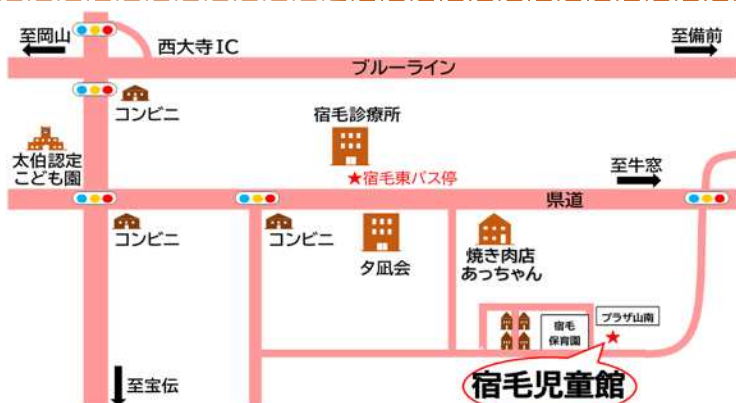 至岡山
西大寺IC
至備前
ブルーライン
コンビニ
宿毛診療所
太伯認定
こども園
★宿毛東バス停
至牛窓
県道
コンビニ
コンビニ
夕凪会
焼き肉店
あっちゃん
宿毛
保育園
プラザ山南
★
宿毛児童館
至宝伝